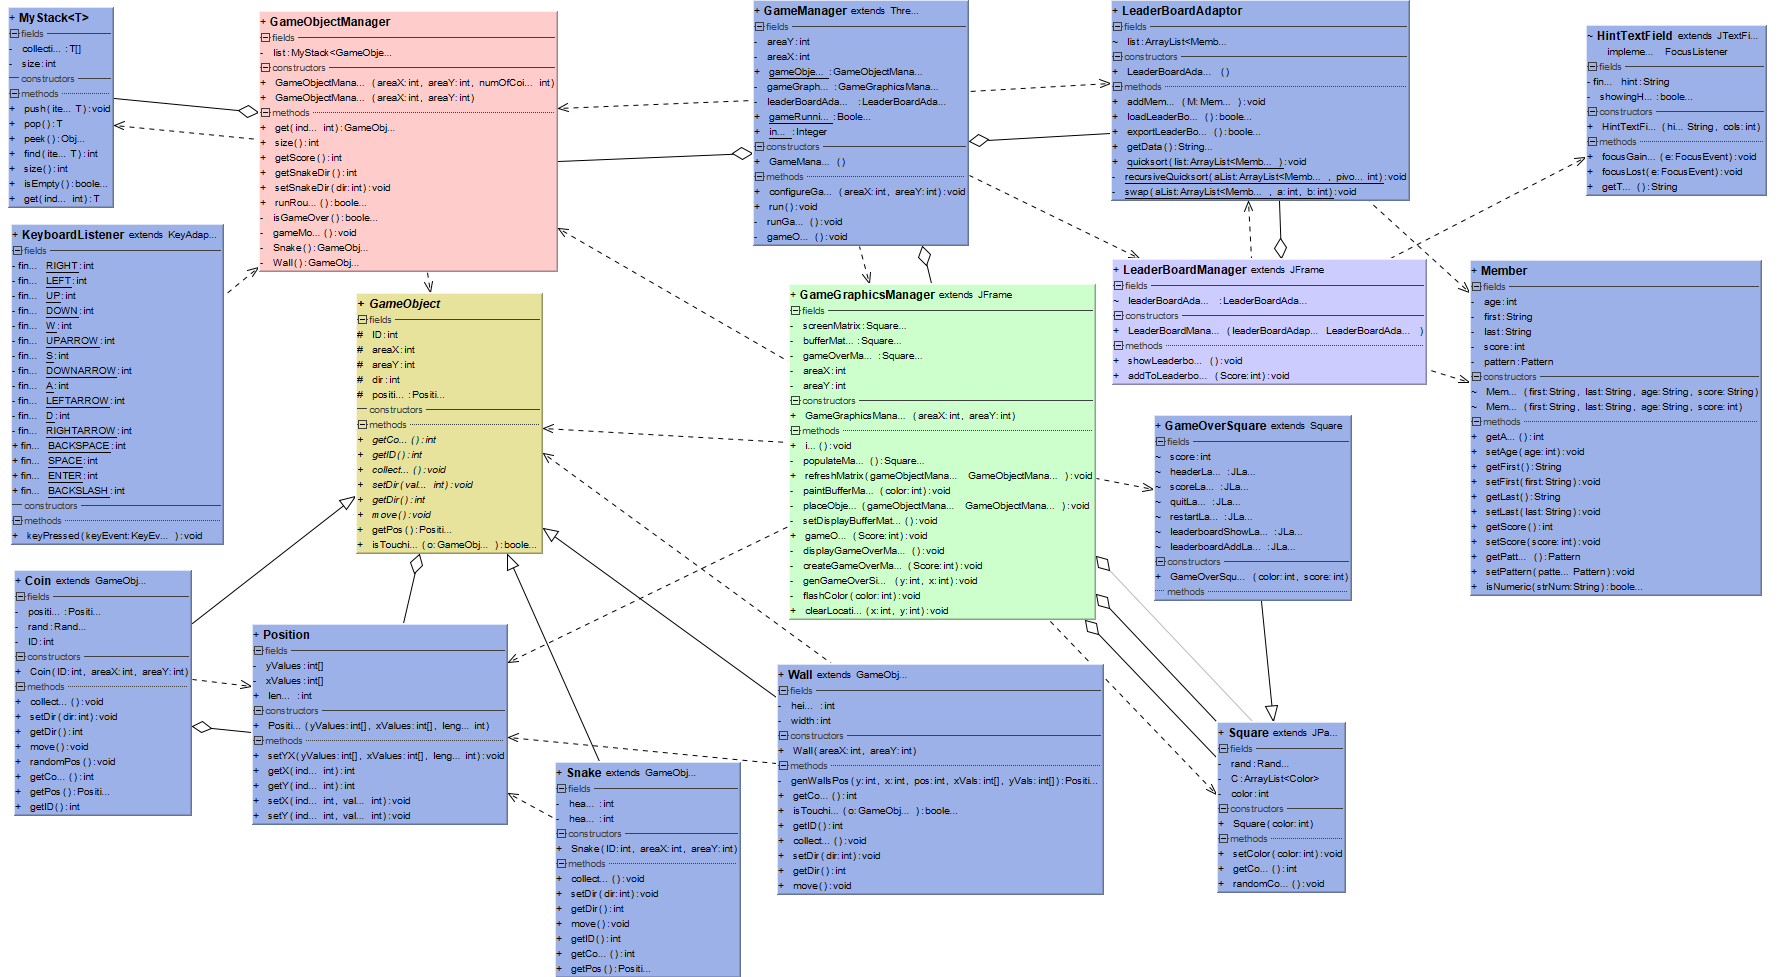 + MyStack<T>
fields
- collecti... : T[]
- size: int
constructors
methods
+ push(ite... T): void
+ pop(): T
+ peek(): Obj...
+ find(ite... T): int
+ size(): int
+ isEmpty(): boole...
+ get(ind... int): T
+ GameObjectManager
fields
- list: MyStack<GameObje...
constructors
+ GameObjectMana... (areaX: int, areaY: int, numOfCoi... int)
+ GameObjectMana... (areaX: int, areaY: int)
methods
+ get(ind... int): GameObj...
+ size(): int
+ getScore(): int
+ getSnakeDir(): int
+ setSnakeDir(dir: int): void
+ runRou... (): boole...
- isGameOver(): boole...
- gameMo... (): void
- Snake(): GameObj...
- Wall(): GameObj...
+ GameManager extends Thre...
fields
- areaY: int
- areaX: int
+ gameObje... : GameObjectMana...
- gameGraph... : GameGraphicsMana...
- leaderBoardAda... : LeaderBoardAda...
+ gameRunni... : Boole...
+ in... : Integer
constructors
+ GameMana... ()
methods
+ configureGa... (areaX: int, areaY: int): void
+ run(): void
- runGa... (): void
- gameO... (): void
+ LeaderBoardAdaptor
fields
~ list: ArrayList<Memb...
constructors
+ LeaderBoardAda... ()
methods
+ addMem... (M: Mem... ): void
+ loadLeaderBo... (): boole...
+ exportLeaderBo... (): boole...
+ getData(): String...
+ quicksort(list: ArrayList<Memb... ): void
- recursiveQuicksort(aList: ArrayList<Memb... , pivo... int): void
- swap(aList: ArrayList<Memb... , a: int, b: int): void
~ HintTextField extends JTextFi...
impleme... FocusListener
fields
- fin... hint: String
- showingH... : boole...
constructors
+ HintTextFi... (hi... String, cols: int)
methods
+ focusGain... (e: FocusEvent): void
+ focusLost(e: FocusEvent): void
+ getT... (): String
+ KeyboardListener extends KeyAdap...
fields
- fin... RIGHT: int
- fin... LEFT: int
- fin... UP: int
- fin... DOWN: int
- fin... W: int
- fin... UPARROW: int
- fin... S: int
- fin... DOWNARROW: int
- fin... A: int
- fin... LEFTARROW: int
- fin... D: int
- fin... RIGHTARROW: int
+ fin... BACKSPACE: int
+ fin... SPACE: int
+ fin... ENTER: int
+ fin... BACKSLASH: int
constructors
methods
+ keyPressed(keyEvent: KeyEv... ): void
+ GameObject
fields
# ID: int
# areaX: int
# areaY: int
# dir: int
# positi... : Positi...
constructors
methods
+ getCo... (): int
+ getID(): int
+ collect... (): void
+ setDir(val... int): void
+ getDir(): int
+ move(): void
+ getPos(): Positi...
+ isTouchi... (o: GameObj... ): boole...
+ GameGraphicsManager extends JFrame
fields
- screenMatrix: Square...
- bufferMat... : Square...
- gameOverMa... : Square...
- areaX: int
- areaY: int
constructors
+ GameGraphicsMana... (areaX: int, areaY: int)
methods
+ i... (): void
- populateMa... (): Square...
+ refreshMatrix(gameObjectMana... GameObjectMana... ): void
- paintBufferMa... (color: int): void
- placeObje... (gameObjectMana... GameObjectMana... ): void
- setDisplayBufferMat... (): void
+ gameO... (Score: int): void
- displayGameOverMa... (): void
- createGameOverMa... (Score: int): void
- genGameOverSi... (y: int, x: int): void
- flashColor(color: int): void
+ clearLocati... (x: int, y: int): void
+ LeaderBoardManager extends JFrame
fields
~ leaderBoardAda... : LeaderBoardAda...
constructors
+ LeaderBoardMana... (leaderBoardAdap... LeaderBoardAda... )
methods
+ showLeaderbo... (): void
+ addToLeaderbo... (Score: int): void
+ Member
fields
- age: int
- first: String
- last: String
- score: int
- pattern: Pattern
constructors
~ Mem... (first: String, last: String, age: String, score: String)
~ Mem... (first: String, last: String, age: String, score: int)
methods
+ getA... (): int
+ setAge(age: int): void
+ getFirst(): String
+ setFirst(first: String): void
+ getLast(): String
+ setLast(last: String): void
+ getScore(): int
+ setScore(score: int): void
+ getPatt... (): Pattern
+ setPattern(patte... Pattern): void
+ isNumeric(strNum: String): boole...
+ GameOverSquare extends Square
fields
~ score: int
~ headerLa... : JLa...
~ scoreLa... : JLa...
~ quitLa... : JLa...
~ restartLa... : JLa...
~ leaderboardShowLa... : JLa...
~ leaderboardAddLa... : JLa...
constructors
+ GameOverSqu... (color: int, score: int)
methods
+ Coin extends GameObj...
fields
- positi... : Positi...
- rand: Rand...
- ID: int
constructors
+ Coin(ID: int, areaX: int, areaY: int)
methods
+ collect... (): void
+ setDir(dir: int): void
+ getDir(): int
+ move(): void
+ randomPos(): void
+ getCo... (): int
+ getPos(): Positi...
+ getID(): int
+ Position
fields
- yValues: int[]
- xValues: int[]
+ len... : int
constructors
+ Positi... (yValues: int[], xValues: int[], leng... int)
methods
+ setYX(yValues: int[], xValues: int[], leng... int): void
+ getX(ind... int): int
+ getY(ind... int): int
+ setX(ind... int, val... int): void
+ setY(ind... int, val... int): void
+ Snake extends GameObj...
fields
- hea... : int
- hea... : int
constructors
+ Snake(ID: int, areaX: int, areaY: int)
methods
+ collect... (): void
+ setDir(dir: int): void
+ getDir(): int
+ move(): void
+ getID(): int
+ getCo... (): int
+ getPos(): Positi...
+ Wall extends GameObj...
fields
- hei... : int
- width: int
constructors
+ Wall(areaX: int, areaY: int)
methods
- genWallsPos(y: int, x: int, pos: int, xVals: int[], yVals: int[]): Positi...
+ getCo... (): int
+ isTouchi... (o: GameObj... ): boole...
+ getID(): int
+ collect... (): void
+ setDir(dir: int): void
+ getDir(): int
+ move(): void
+ Square extends JPa...
fields
- rand: Rand...
- C: ArrayList<Color>
- color: int
constructors
+ Square(color: int)
methods
+ setColor(color: int): void
+ getCo... (): int
+ randomCo... (): void